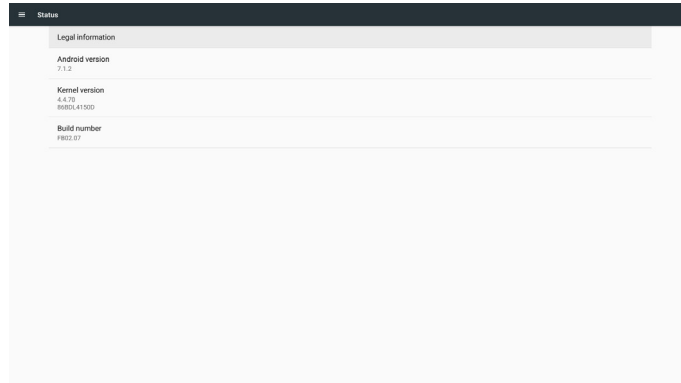 Status
Legal information
Android version
7.1.2
Kernel version
4.4.70
86BDL4150D
Build number
FB02.07